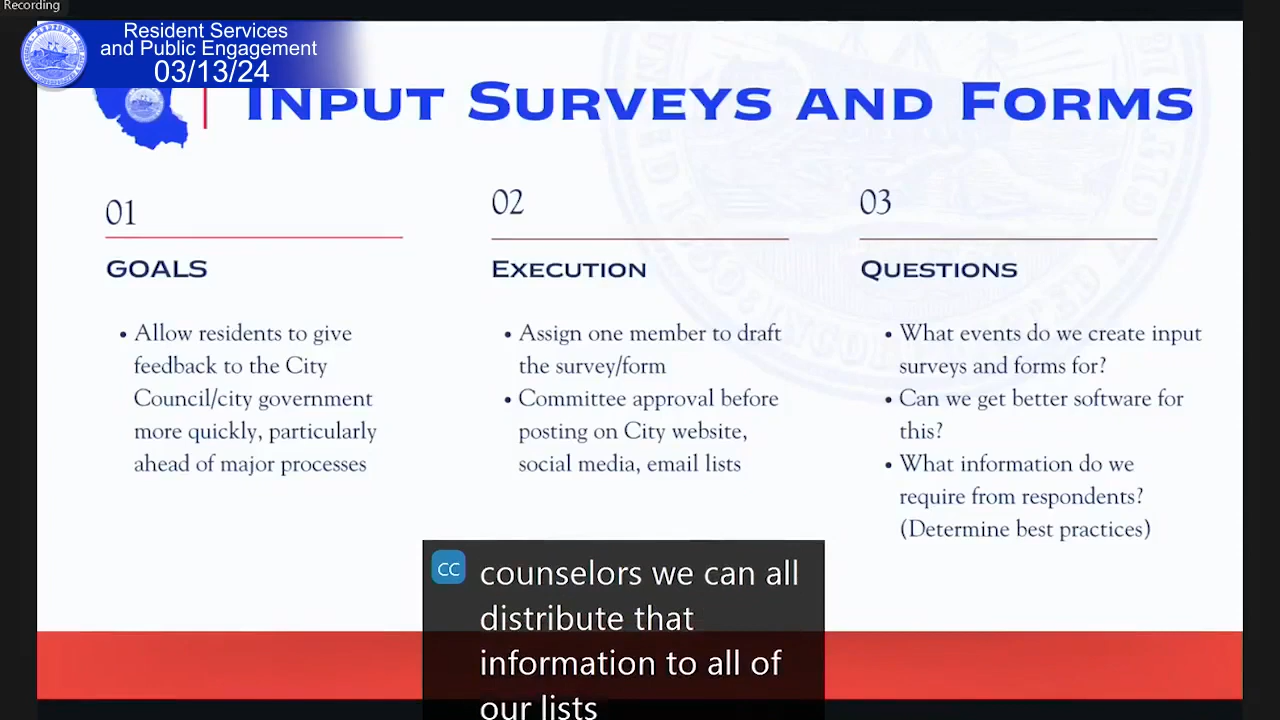 Recording
Resident Services
and Public Engagement
03/13/24
INPUT SURVEYS AND FORMS
01
GOALS
• Allow residents to give
feedback to the City
Council/city government
more quickly, particularly
ahead of major processes
02
EXECUTION
• Assign one member to draft
the survey/form
• Committee approval before
posting on City website,
social media, email lists
03
QUESTIONS
• What events do we create input
surveys and forms for?
• Can we get better software for
this?
• What information do we
require from respondents?
(Determine best practices)
CC
counselors we can all
distribute that
information to all of
our lists